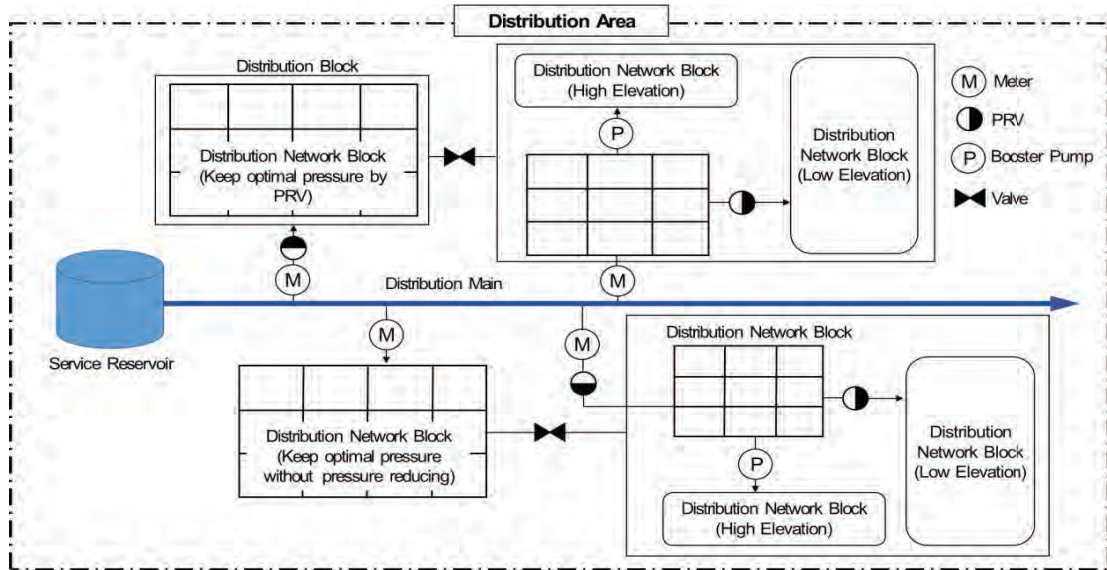 Distribution Area
Distribution Block
Distribution Network Block
(Keep optimal pressure by
PRV)
Distribution Network Block
(High Elevation)
P
Distribution
Network Block
(Low Elevation)
M
Meter
PRV
P
Booster Pump
Valve
M
M
Distribution Main
Service Reservoir
M
Distribution Network Block
(Keep optimal pressure
without pressure reducing)
M
Distribution Network Block
P
Distribution Network Block
(High Elevation)
Distribution
Network Block
(Low Elevation)